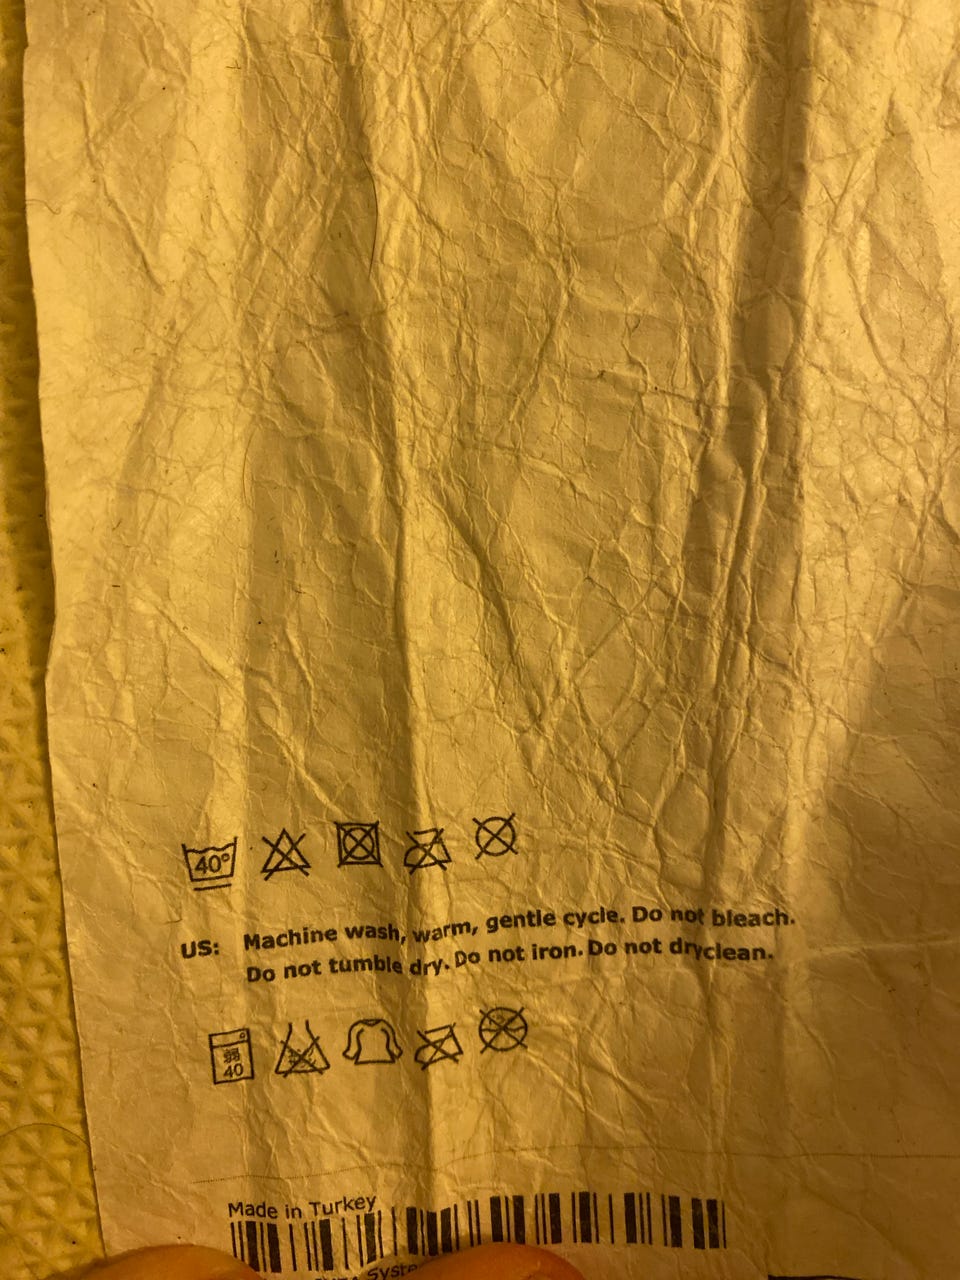 40°
US: Machine wash, warm, gentle cycle. Do not bleach.
Do not tumble dry. Do not iron. Do not dryclean.
弱
40
Made in Turkey